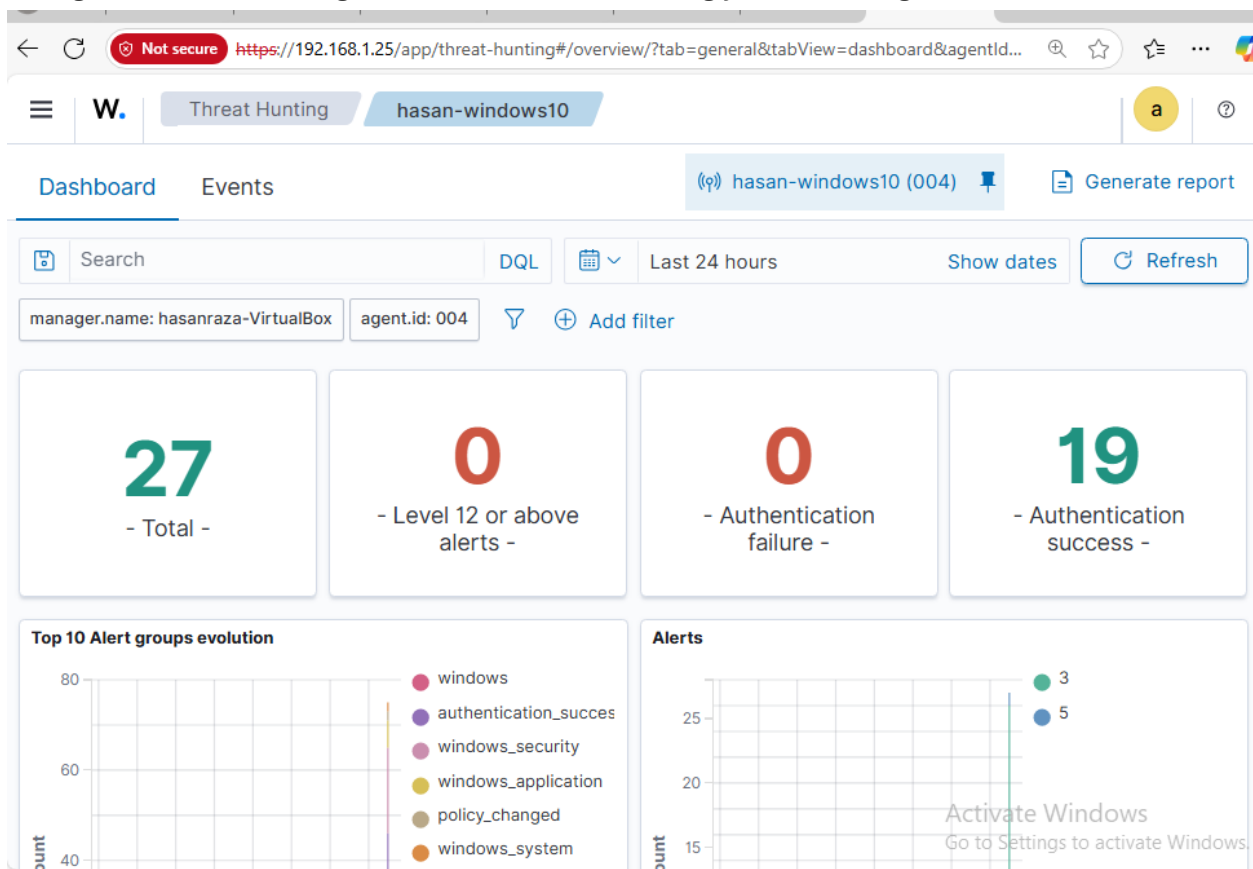 Not secure https://192.168.1.25/app/threat-hunting#/overview/?tab=general&tabView=dashboard&agentId...
W. Threat Hunting hasan-windows10 a ?
Dashboard Events hasan-windows10 (004) Generate report
Search DQL Last 24 hours Show dates Refresh
manager.name: hasanraza-VirtualBox agent.id: 004 Add filter
27
- Total -
0
- Level 12 or above
alerts -
0
- Authentication
failure -
19
- Authentication
success -
Top 10 Alert groups evolution
80
60
40
windows
authentication_succes
windows_security
windows_application
policy_changed
windows_system
Alerts
25
20
15
3
5
Activate Windows
Go to Settings to activate Windows.